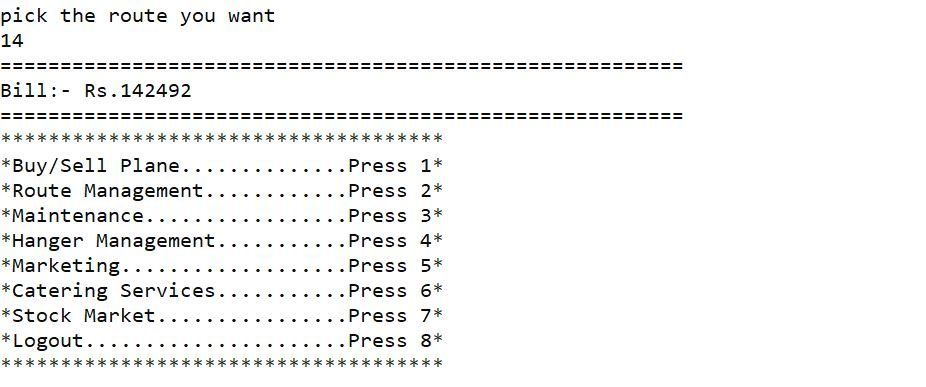 pick the route you want
14
=========================================================
Bill:- Rs.142492
=========================================================
*************************************
*Buy/Sell Plane..............Press 1*
*Route Management............Press 2*
*Maintenance.................Press 3*
*Hanger Management...........Press 4*
*Marketing...................Press 5*
*Catering Services...........Press 6*
*Stock Market................Press 7*
*Logout......................Press 8*
*************************************